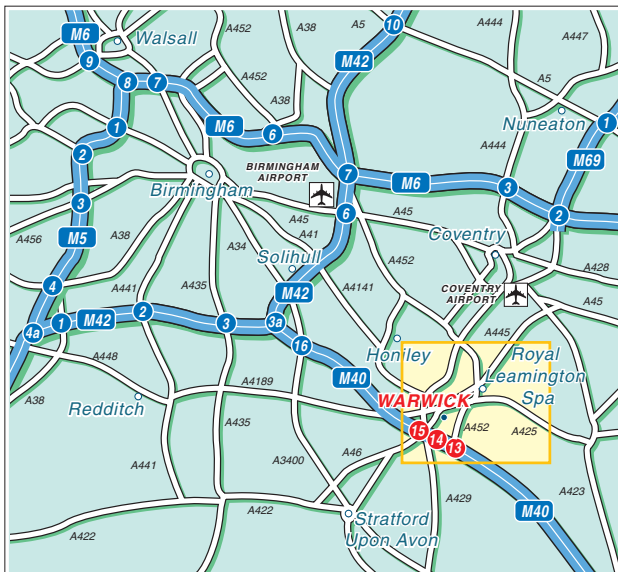 A452
A38
A5
10
A444
A447
M6
Walsall
9
8
7
A452
M42
A5
A38
Nuneaton
1
1
M6
6
A444
2
M69
BIRMINGHAM
AIRPORT
7
M6
3
Birmingham
3
6
A45
A45
2
A456
M5
A38
A34
A41
Solihull
A452
Coventry
A428
COVENTRY
AIRPORT
4
A441
A435
M42
A4141
A45
4a
1
M42
2
3
3a
16
Honiley
A445
Royal
Leamington
Spa
A448
M40
A4189
WARWICK
A38
Redditch
A435
15
14
13
A452
A425
A441
A3400
A46
A429
A423
M40
A422
A422
Stratford
Upon Avon